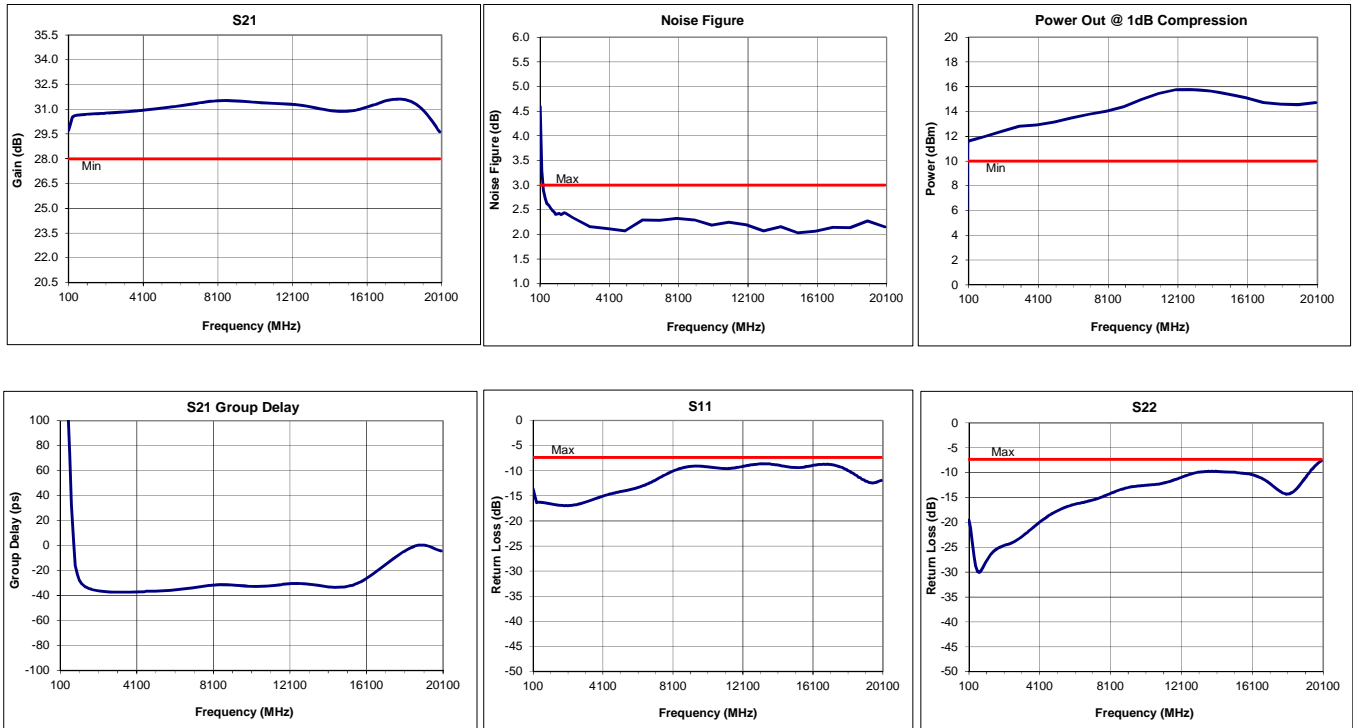 S21
35.5
33.0
30.5
31.0
29.5
28.0
26.5
25.0
23.5
22.0
20.5
Gain (dB)
Min
100 4100 8100 12100 16100 20100
Frequency (MHz)
Noise Figure
6.0
5.5
5.0
4.5
4.0
3.5
3.0
2.5
2.0
1.5
1.0
Noise Figure (dB)
Max
100 4100 8100 12100 16100 20100
Frequency (MHz)
Power Out @ 1dB Compression
20
18
16
14
12
10
8
6
4
2
0
Power (dBm)
Min
100 4100 8100 12100 16100 20100
Frequency (MHz)
S21 Group Delay
100
80
60
40
20
0
-20
-40
-60
-80
-100
Group Delay (ps)
100 4100 8100 12100 16100 20100
Frequency (MHz)
S11
0
-5
-10
-15
-20
-25
-30
-35
-40
-45
-50
Return Loss (dB)
Max
100 4100 8100 12100 16100 20100
Frequency (MHz)
S22
0
-5
-10
-15
-20
-25
-30
-35
-40
-45
-50
Return Loss (dB)
Max
100 4100 8100 12100 16100 20100
Frequency (MHz)